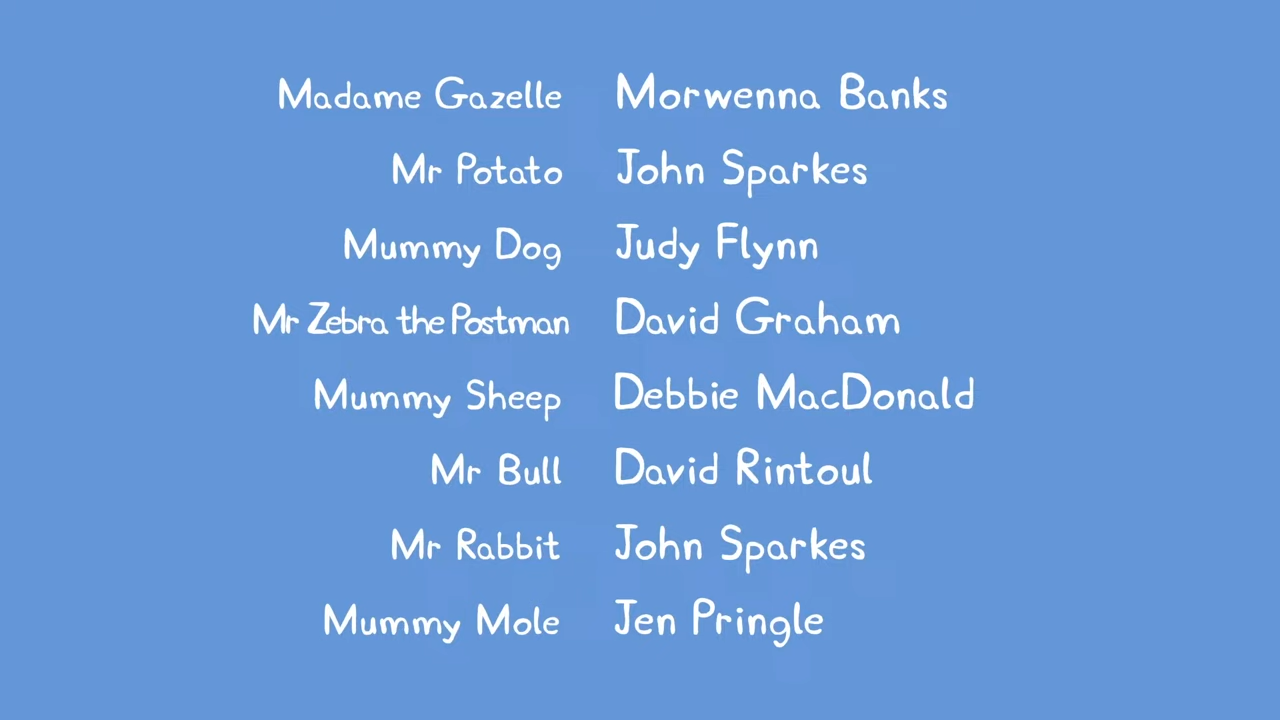 Madame Gazelle Morwenna Banks
Mr Potato John Sparkes
Mummy Dog Judy Flynn
Mr Zebra the Postman David Graham
Mummy Sheep Debbie MacDonald
Mr Bull David Rintoul
Mr Rabbit John Sparkes
Mummy Mole Jen Pringle